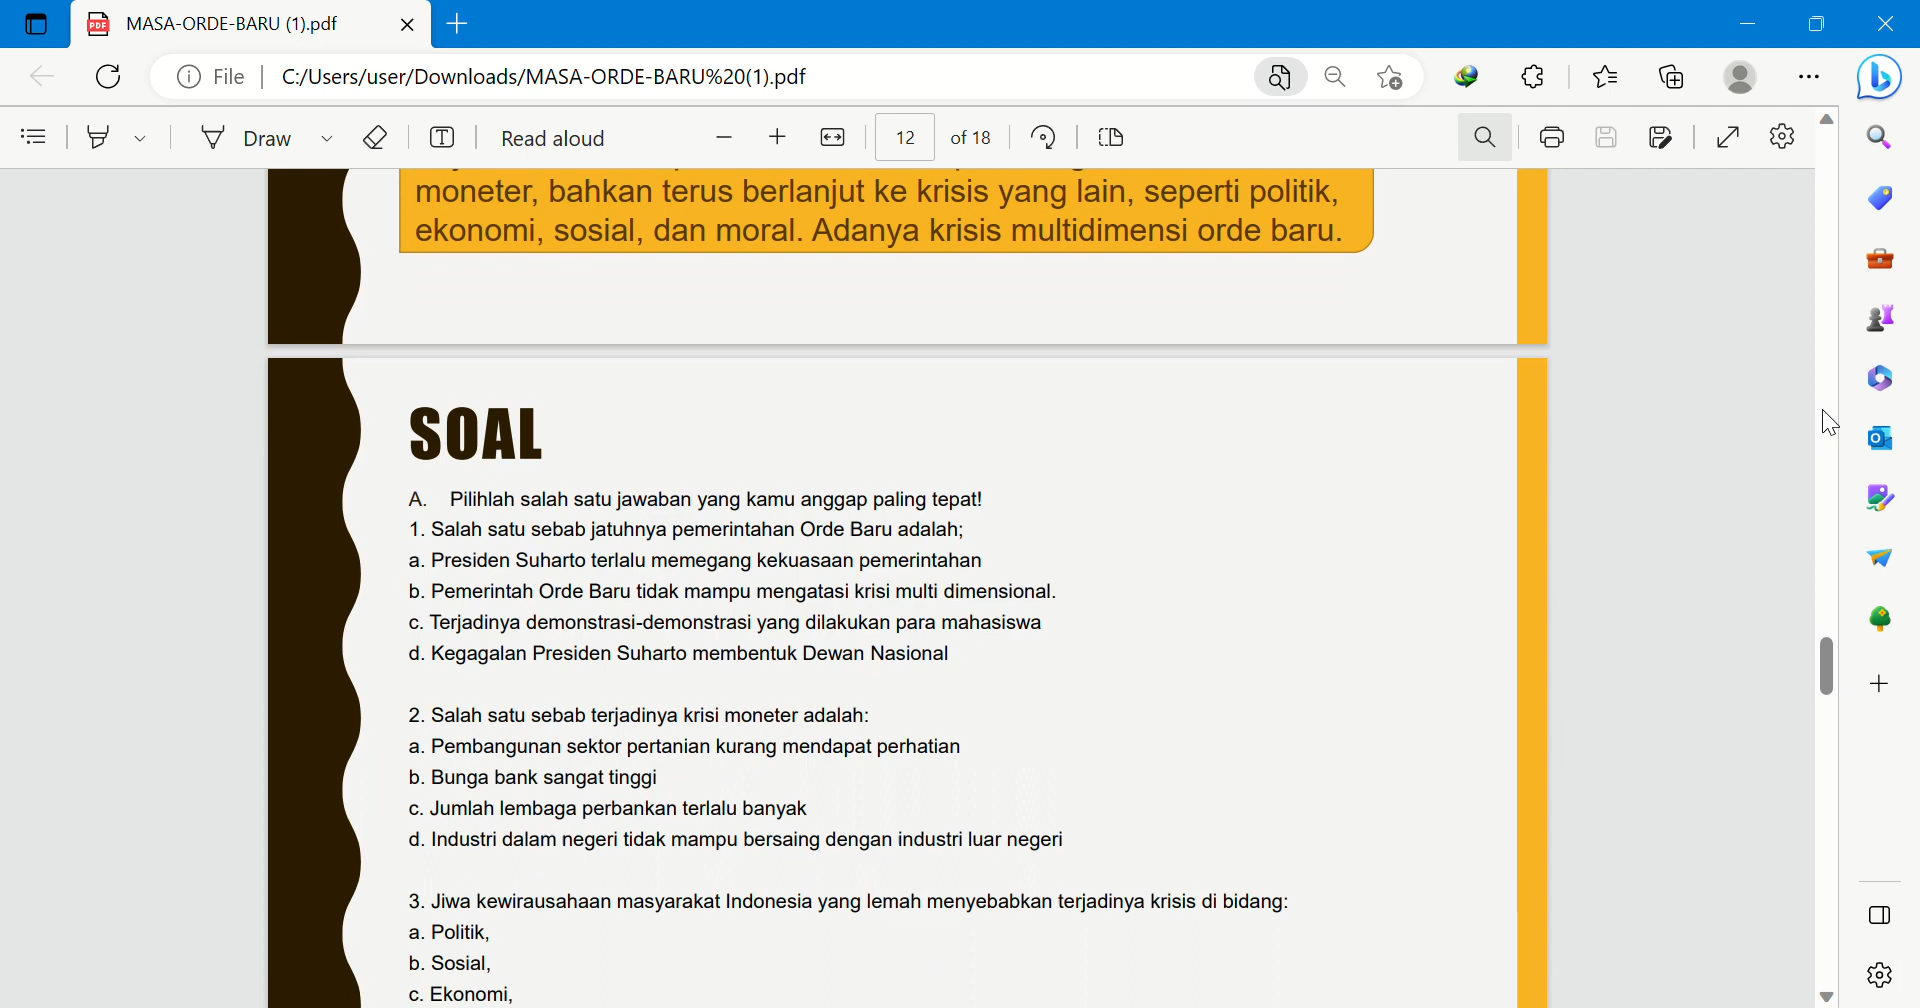 MASA-ORDE-BARU (1).pdf
File
C:/Users/user/Downloads/MASA-ORDE-BARU%20(1).pdf
Draw
Read aloud
12 of 18
moneter, bahkan terus berlanjut ke krisis yang lain, seperti politik,
ekonomi, sosial, dan moral. Adanya krisis multidimensi orde baru.
SOAL
A. Pilihlah salah satu jawaban yang kamu anggap paling tepat!
1. Salah satu sebab jatuhnya pemerintahan Orde Baru adalah;
a. Presiden Suharto terlalu memegang kekuasaan pemerintahan
b. Pemerintah Orde Baru tidak mampu mengatasi krisi multi dimensional.
c. Terjadinya demonstrasi-demonstrasi yang dilakukan para mahasiswa
d. Kegagalan Presiden Suharto membentuk Dewan Nasional
2. Salah satu sebab terjadinya krisi moneter adalah:
a. Pembangunan sektor pertanian kurang mendapat perhatian
b. Bunga bank sangat tinggi
c. Jumlah lembaga perbankan terlalu banyak
d. Industri dalam negeri tidak mampu bersaing dengan industri luar negeri
3. Jiwa kewirausahaan masyarakat Indonesia yang lemah menyebabkan terjadinya krisis di bidang:
a. Politik,
b. Sosial,
c. Ekonomi,